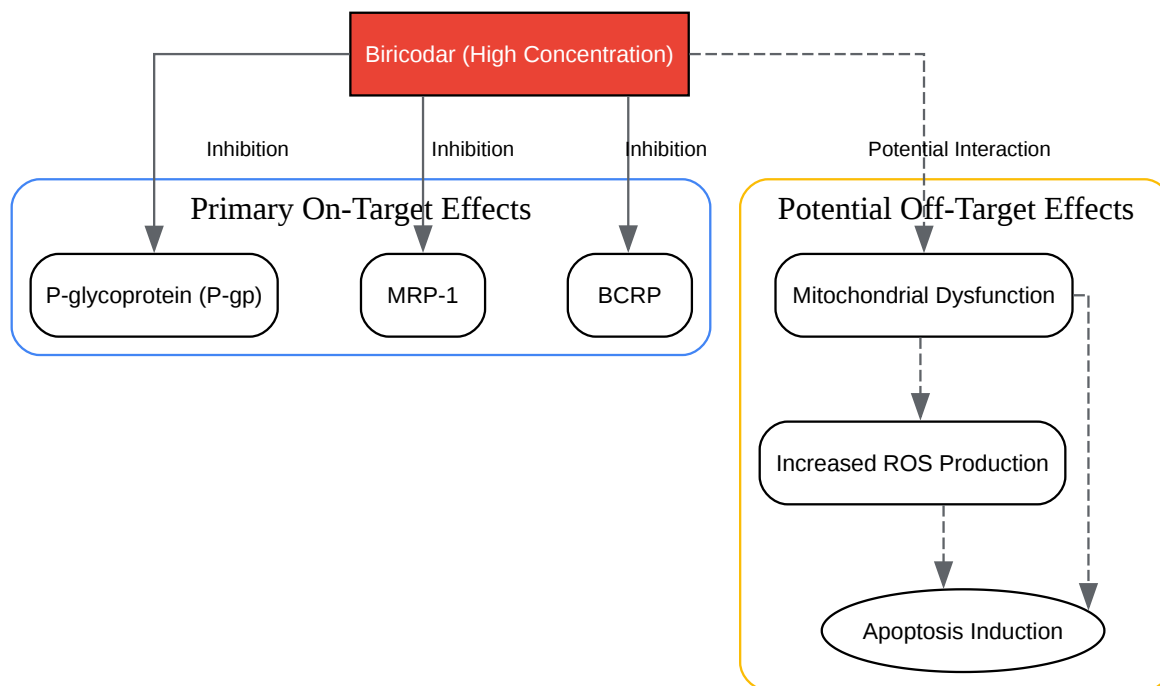 Biricodar (High Concentration)
Inhibition
Inhibition
Inhibition
Potential Interaction
Primary On-Target Effects
Potential Off-Target Effects
P-glycoprotein (P-gp)
MRP-1
BCRP
Mitochondrial Dysfunction
Increased ROS Production
Apoptosis Induction